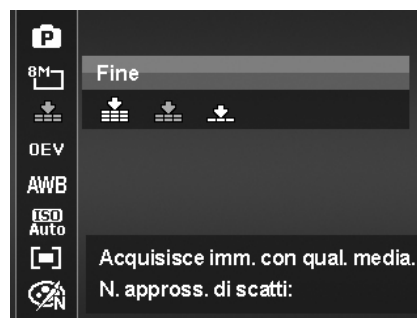 P
8M
Fine
0EV
AWB
ISO
Auto
Acquisisce imm. con qual. media.
N
N. appross. di scatti: